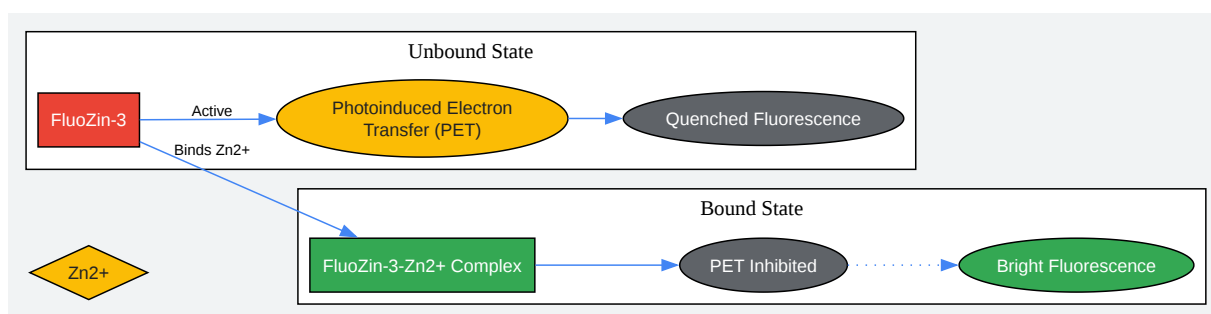 Unbound State
FluoZin-3
Active
Photoinduced Electron
Transfer (PET)
Quenched Fluorescence
Binds Zn2+
Bound State
Zn2+
FluoZin-3-Zn2+ Complex
PET Inhibited
Bright Fluorescence